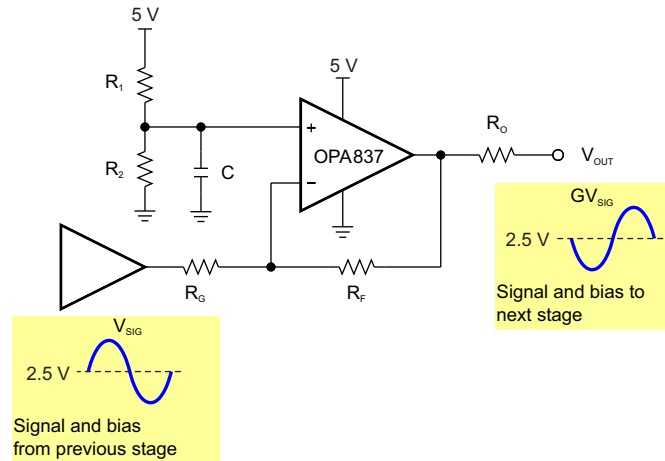 5 V
R1
5 V
+
OPA837
RO
VOUT
R2
C
−
GVSIG
2.5 V
RG
RF
Signal and bias to
next stage
VSIG
2.5 V
Signal and bias
from previous stage